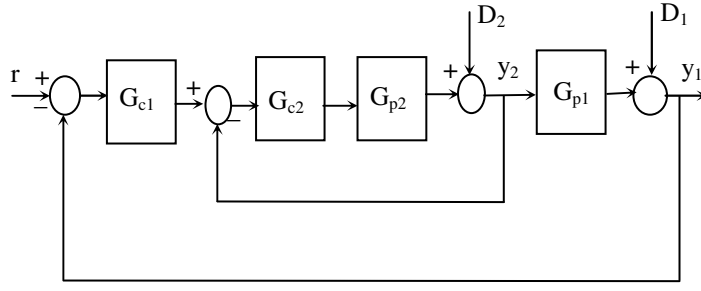 D₂ D₁
r + − G_c1 + − G_c2 G_p2 + y₂ G_p1 + y₁